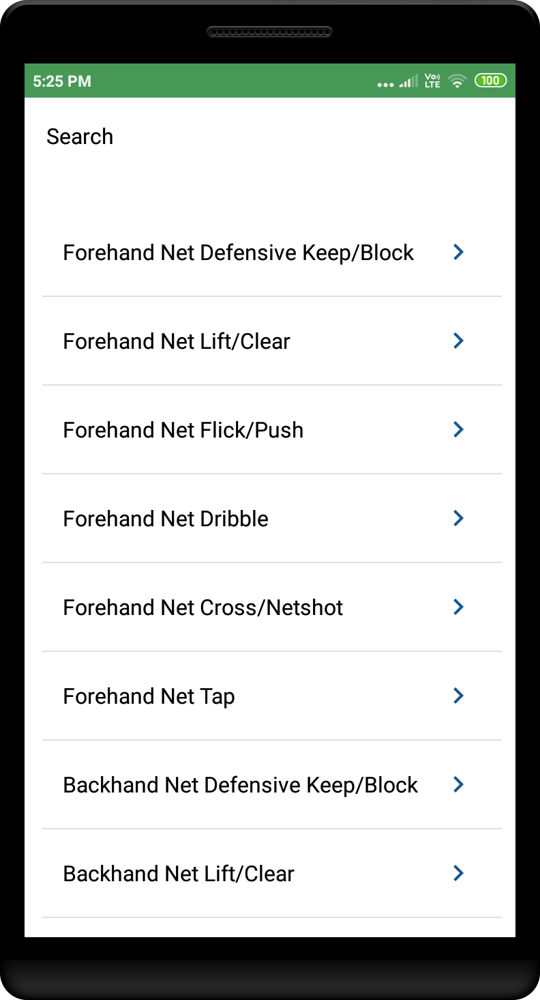 5:25 PM
Vo)) LTE
100
Search
Forehand Net Defensive Keep/Block
Forehand Net Lift/Clear
Forehand Net Flick/Push
Forehand Net Dribble
Forehand Net Cross/Netshot
Forehand Net Tap
Backhand Net Defensive Keep/Block
Backhand Net Lift/Clear